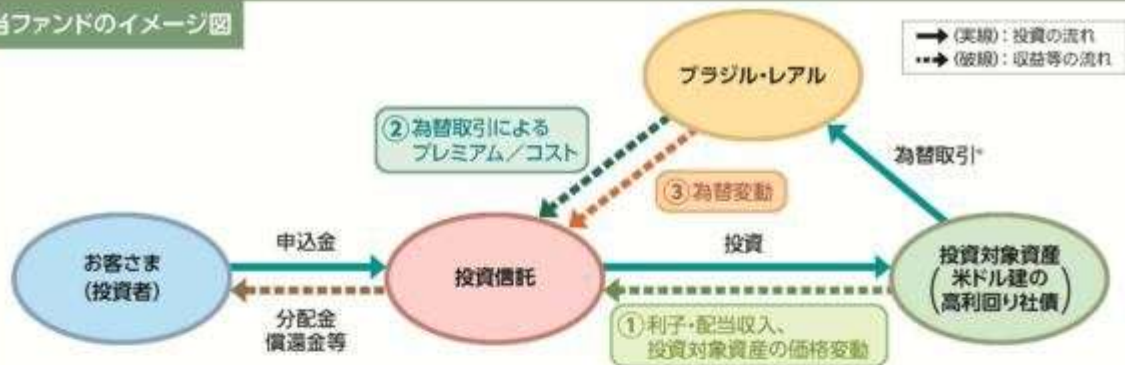 当ファンドのイメージ図
(実線):投資の流れ
(破線):収益等の流れ
ブラジル・レアル
②為替取引による
プレミアム/コスト
為替取引*
③為替変動
お客さま
(投資者)
申込金
分配金
償還金等
投資信託
投資
①利子・配当収入、
投資対象資産の価格変動
投資対象資産
(米ドル建の
高利回り社債)